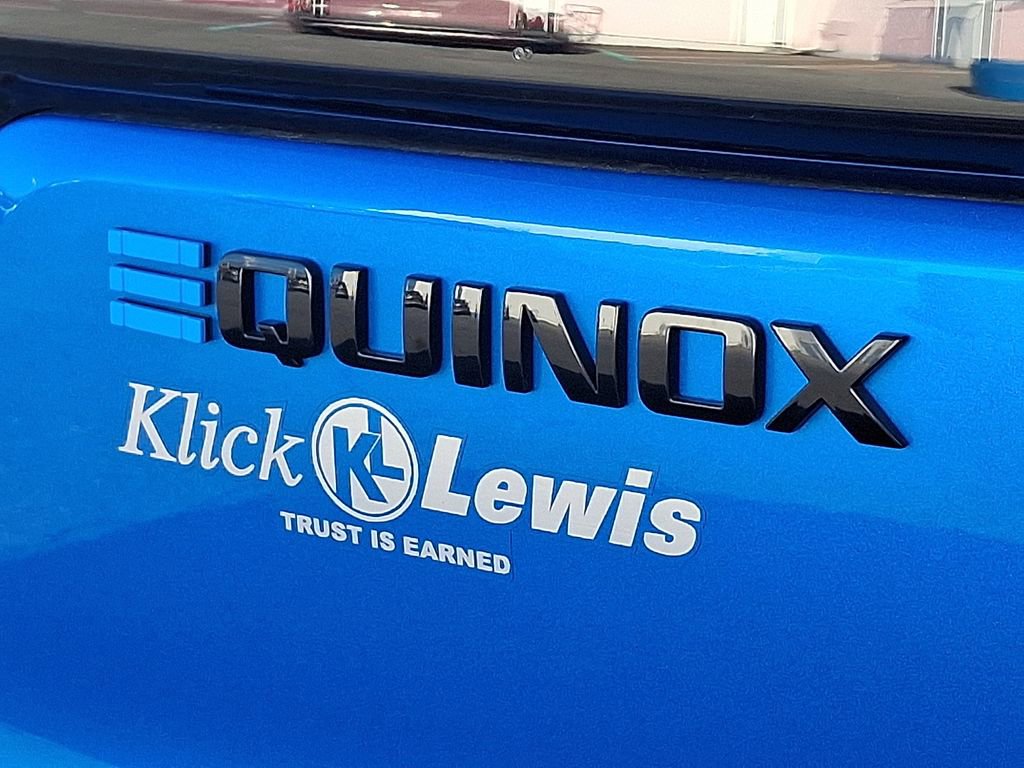 EQUINOX
Klick KL Lewis
TRUST IS EARNED